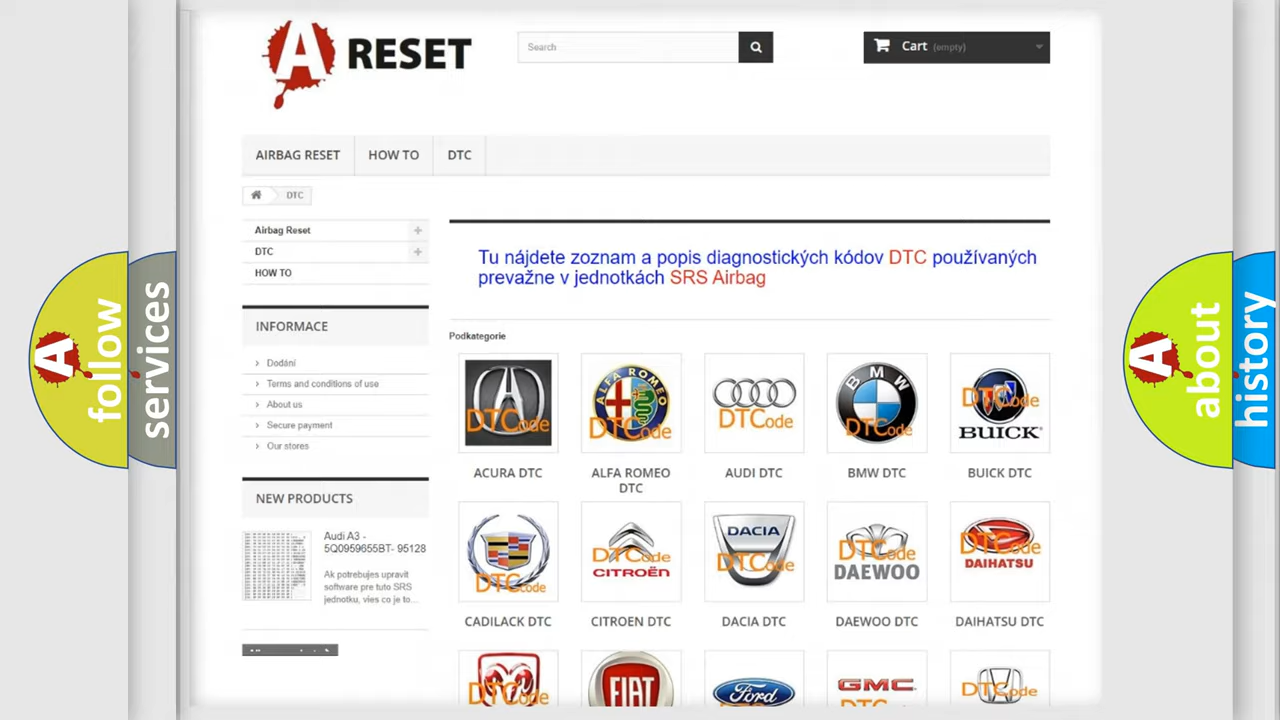 A RESET
Search
Cart (empty)
AIRBAG RESET
HOW TO
DTC
DTC
Airbag Reset
DTC
HOW TO
INFORMACE
Dodání
Terms and conditions of use
About us
Secure payment
Our stores
NEW PRODUCTS
Audi A3 -
5Q0959655BT- 95128
Ak potrebujes upravit
software pre tuto SRS
jednotku, vies co je to...
Tu nájdete zoznam a popis diagnostických kódov DTC používaných
prevažne v jednotkách SRS Airbag
Podkategorie
DTCode
ALFA ROMEO
DTCode
DTCode
BMW
DTCode
DTCode
BUICK
ACURA DTC
ALFA ROMEO
DTC
AUDI DTC
BMW DTC
BUICK DTC
DTCode
DTCode
CITROËN
DACIA
DTCode
DTCode
DAEWOO
DTCode
DAIHATSU
CADILACK DTC
CITROEN DTC
DACIA DTC
DAEWOO DTC
DAIHATSU DTC
DTCode
FIAT
Ford
GMC
DTCode
A follow
services
A about
history